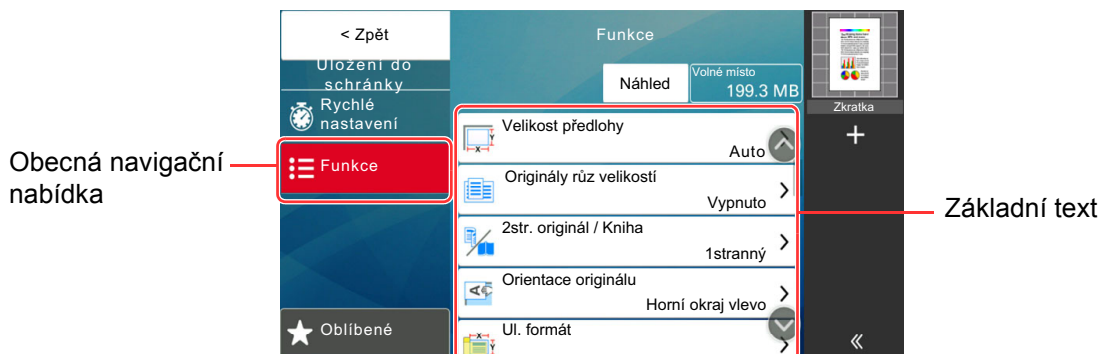 < Zpět
Funkce
Uložení do
schránky
Náhled
Volné místo
199.3 MB
Zkratka
Rychlé
nastavení
Funkce
Obecná navigační
nabídka
Velikost předlohy
Auto
Originály růz velikostí
Vypnuto
2str. originál / Kniha
1stranný
Orientace originálu
Horní okraj vlevo
Ul. formát
Základní text
Oblíbené